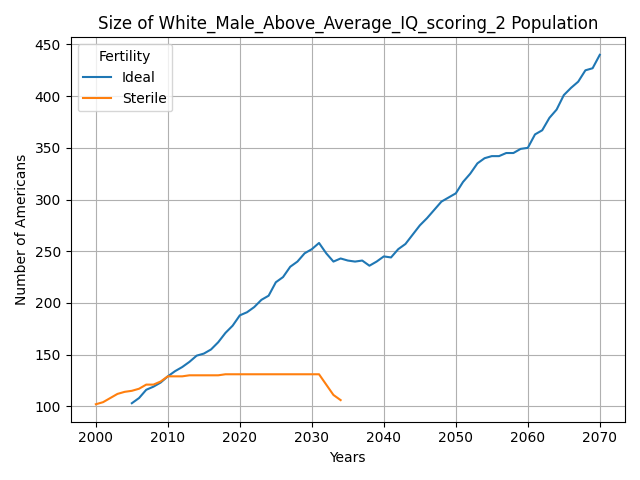 Size of White_Male_Above_Average_IQ_scoring_2 Population
Fertility
Ideal
Sterile
Number of Americans
450
400
350
300
250
200
150
100
2000 2010 2020 2030 2040 2050 2060 2070
Years